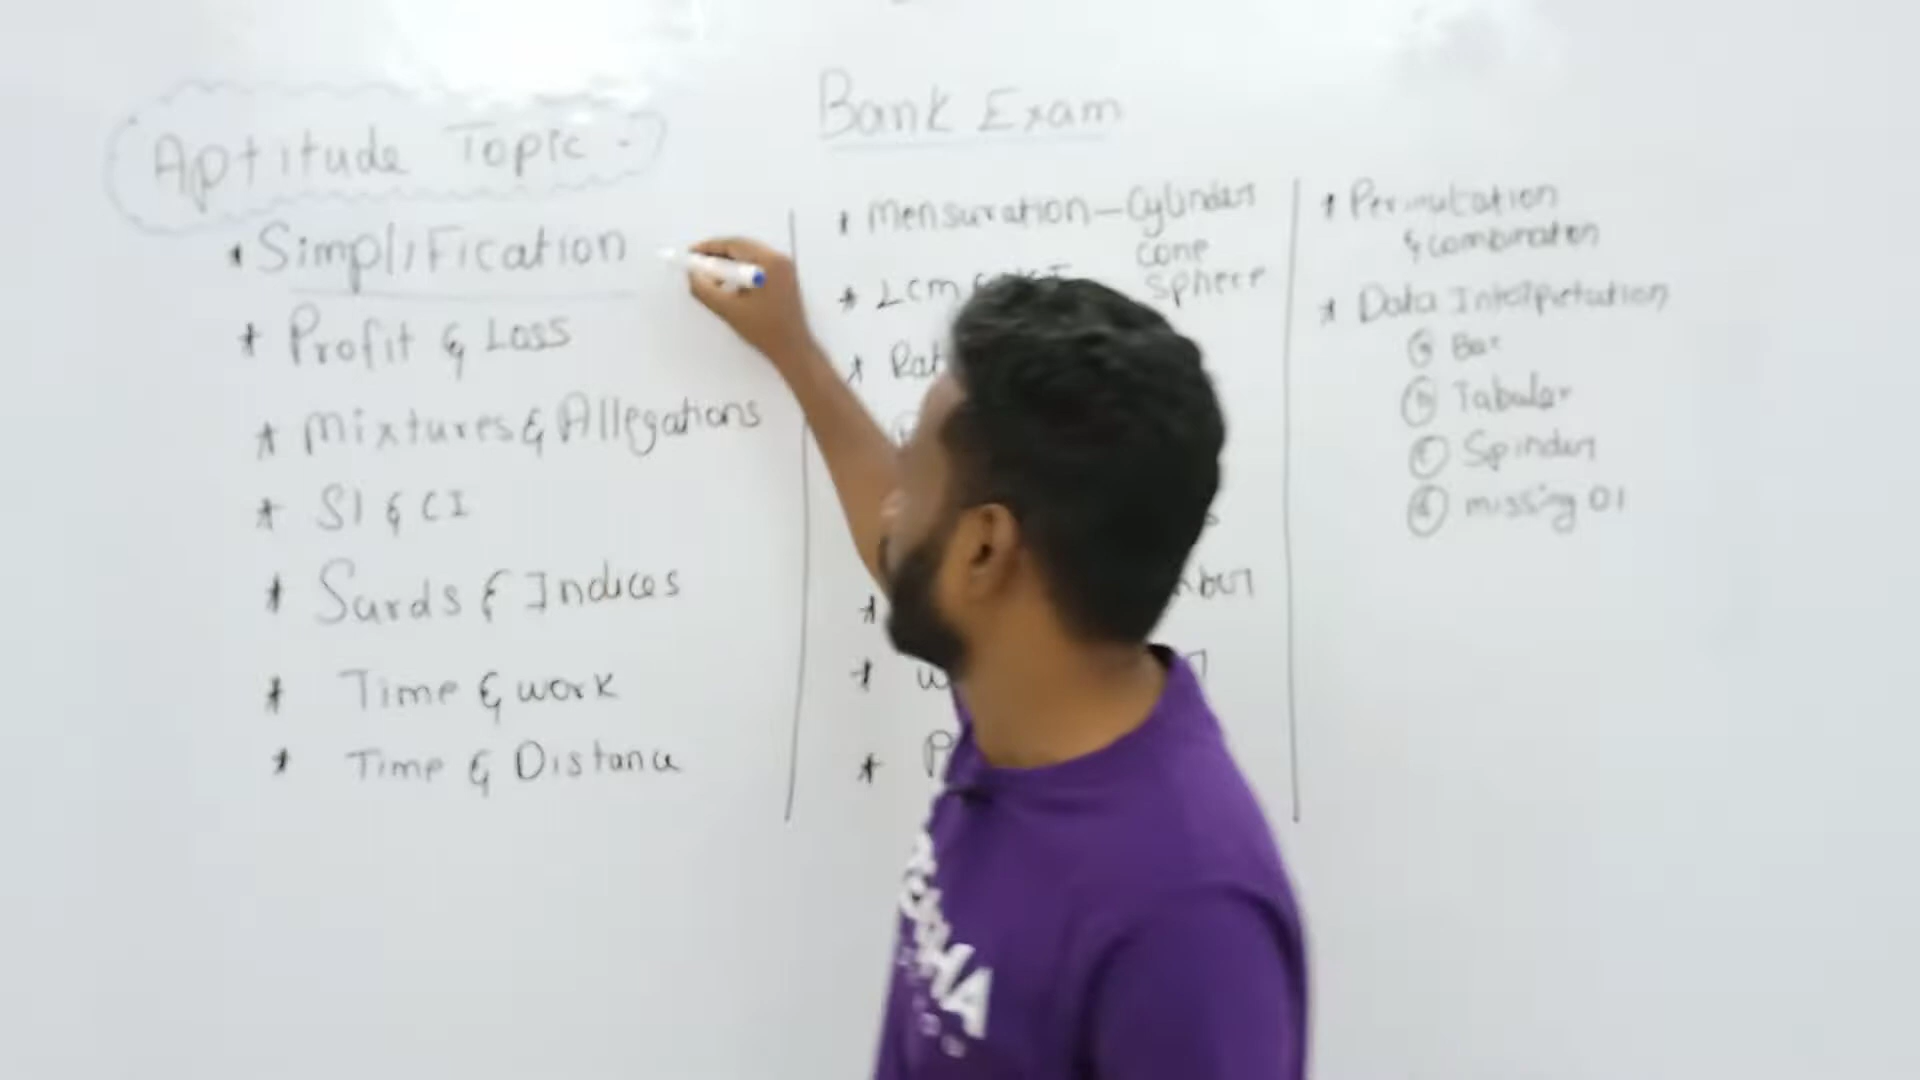 Bank Exam
Aptitude Topic :-
* Simplification
* Profit & Loss
* Mixtures & Allegations
* SI & CI
* Surds & Indices
* Time & work
* Time & Distance
* Mensuration - Cylinder
cone
sphere
* LCM
*
*
*
*
* Permutation
& combination
* Data Interpretation
ⓐ Bar
ⓑ Tabular
ⓒ Spinder
ⓓ missing DI